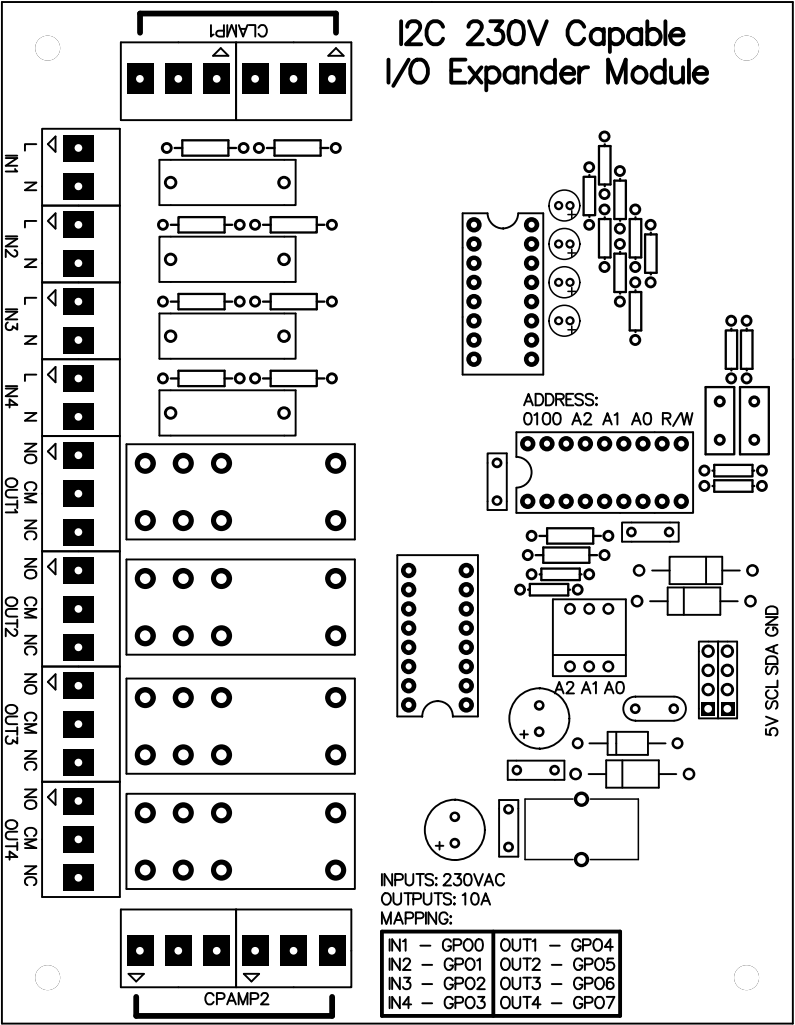 CLAMP1
I2C 230V Capable
I/O Expander Module
L
IN1
N
L
IN2
N
L
IN3
N
L
IN4
N
ADDRESS:
0100 A2 A1 A0 R/W
NO
CM
OUT1
NC
NO
CM
OUT2
NC
NO
CM
OUT3
NC
NO
CM
OUT4
NC
A2 A1 A0
5V SCL SDA GND
+
+
+
+
+
+
INPUTS: 230VAC
OUTPUTS: 10A
MAPPING:
IN1 – GPO0 OUT1 – GPO4
IN2 – GPO1 OUT2 – GPO5
IN3 – GPO2 OUT3 – GPO6
IN4 – GPO3 OUT4 – GPO7
CPAMP2